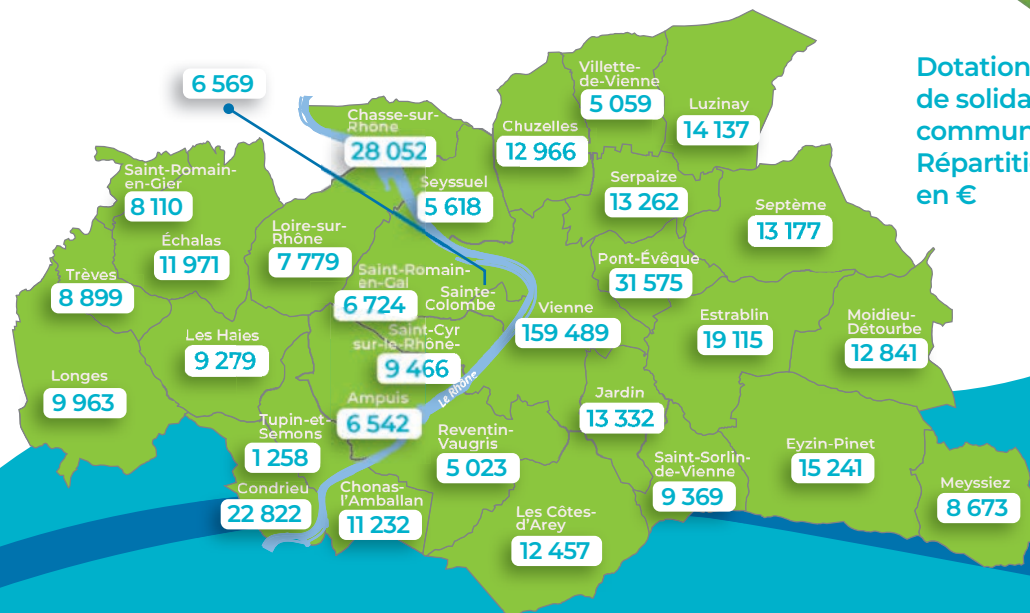 Dotation
de solida
commun
Répartiti
en €
6 569
Villette-
de-Vienne
5 059
Luzinay
14 137
Chasse-sur-
Rhône
28 052
Chuzelles
12 966
Saint-Romain-
en-Gier
8 110
Seyssuel
5 618
Serpaize
13 262
Septème
13 177
Échalas
11 971
Loire-sur-
Rhône
7 779
Pont-Évêque
31 575
Trèves
8 899
Saint-Romain-
en-Gal
6 724
Sainte-
Colombe
Vienne
159 489
Estrablin
19 115
Moidieu-
Détourbe
12 841
Les Haies
9 279
Saint-Cyr
sur-le-Rhône-
9 466
Le Rhône
Longes
9 963
Ampuis
6 542
Jardin
13 332
Tupin-et-
Semons
1 258
Reventin-
Vaugris
5 023
Saint-Sorlin-
de-Vienne
9 369
Eyzin-Pinet
15 241
Condrieu
22 822
Chonas-
l'Amballan
11 232
Les Côtes-
d'Arey
12 457
Meyssiez
8 673